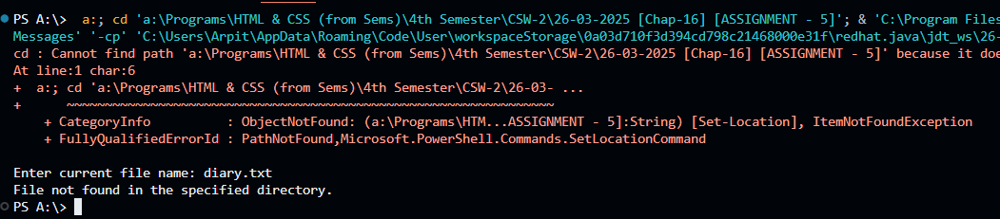 PS A:\>  a:; cd 'a:\Programs\HTML & CSS (from Sems)\4th Semester\CSW-2\26-03-2025 [Chap-16] [ASSIGNMENT - 5]'; & 'C:\Program Files
Messages' '-cp' 'C:\Users\Arpit\AppData\Roaming\Code\User\workspaceStorage\0a03d710f3d394cd798c21468000e31f\redhat.java\jdt_ws\26-
cd : Cannot find path 'a:\Programs\HTML & CSS (from Sems)\4th Semester\CSW-2\26-03-2025 [Chap-16] [ASSIGNMENT - 5]' because it doe
At line:1 char:6
+  a:; cd 'a:\Programs\HTML & CSS (from Sems)\4th Semester\CSW-2\26-03- ...
+      ~~~~~~~~~~~~~~~~~~~~~~~~~~~~~~~~~~~~~~~~~~~~~~~~~~~~~~~~~~~~~~~~~
    + CategoryInfo          : ObjectNotFound: (a:\Programs\HTM...ASSIGNMENT - 5]:String) [Set-Location], ItemNotFoundException
    + FullyQualifiedErrorId : PathNotFound,Microsoft.PowerShell.Commands.SetLocationCommand
Enter current file name: diary.txt
File not found in the specified directory.
PS A:\>